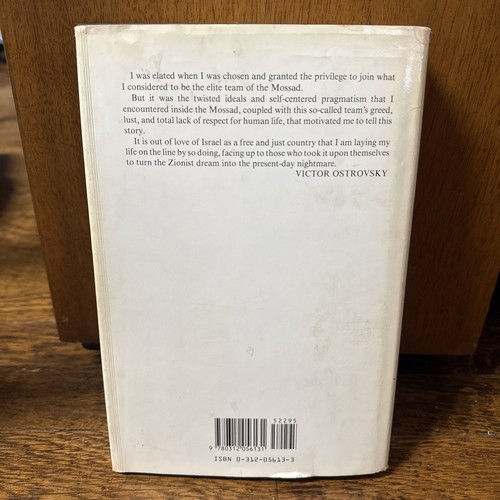 I was elated when I was chosen and granted the privilege to join what
I considered to be the elite team of the Mossad.
But it was the twisted ideals and self-centered pragmatism that I
encountered inside the Mossad, coupled with this so-called team's greed,
lust, and total lack of respect for human life, that motivated me to tell this
story.
It is out of love of Israel as a free and just country that I am laying my
life on the line by so doing, facing up to those who took it upon themselves
to turn the Zionist dream into the present-day nightmare.
VICTOR OSTROVSKY
52295
9 780312 056131
ISBN 0-312-05613-3